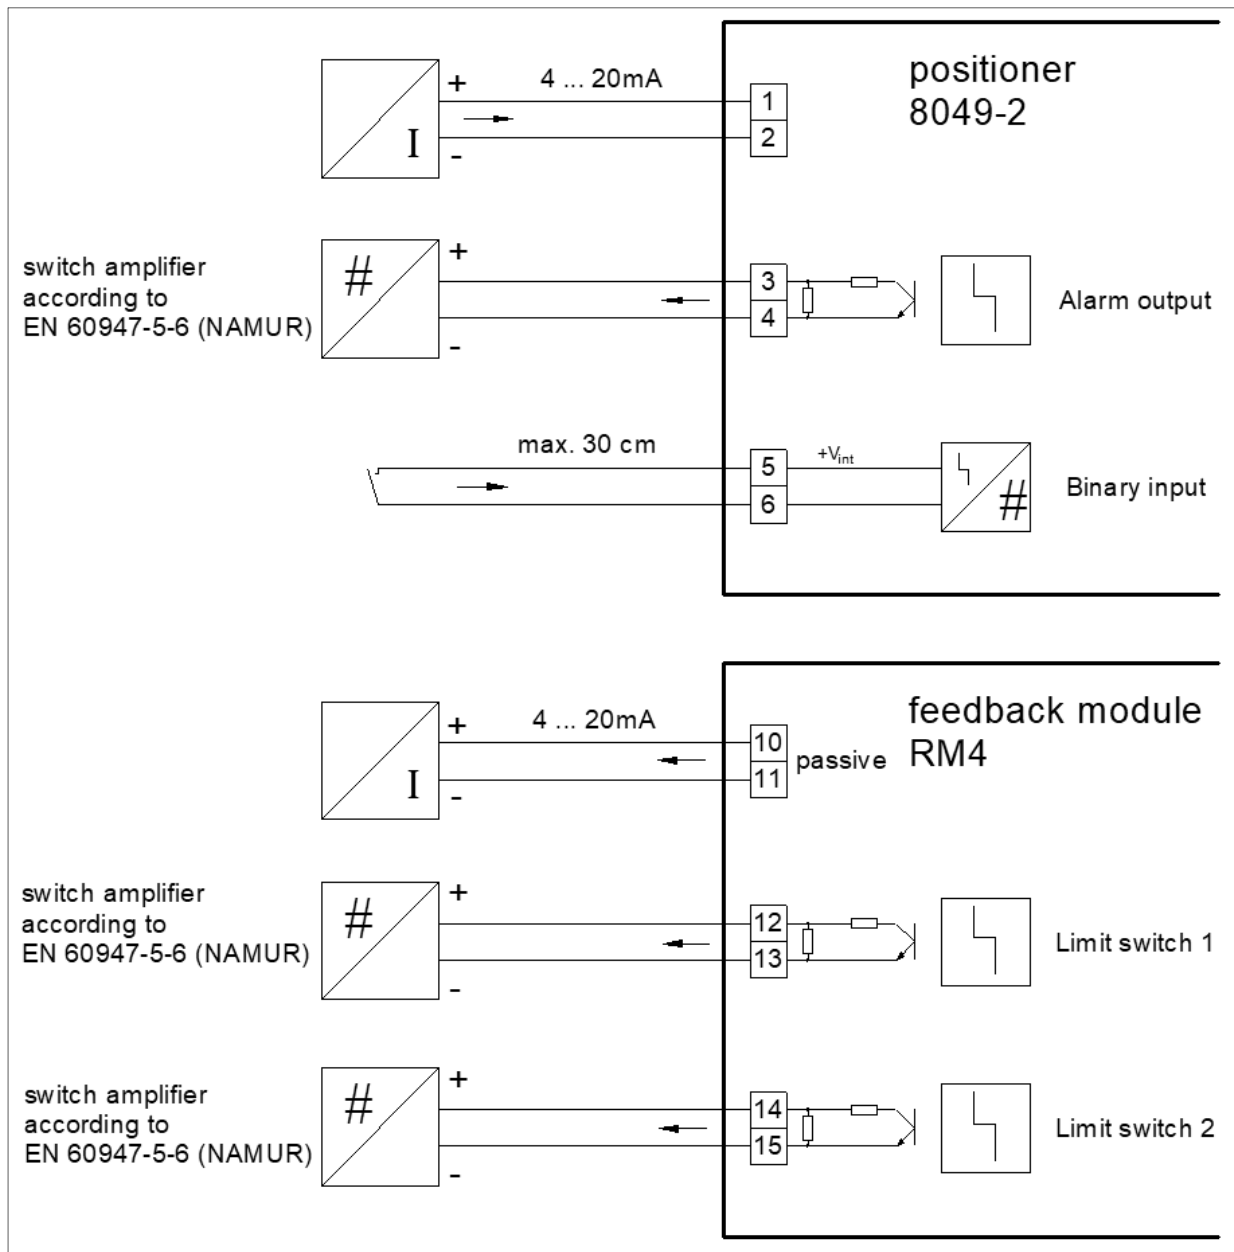 positioner
8049-2
+
4 ... 20mA
1
I
2
-
switch amplifier
according to
EN 60947-5-6 (NAMUR)
#
+
3
4
-
Alarm output
max. 30 cm
5
+Vint
6
#
Binary input
feedback module
RM4
+
4 ... 20mA
10
passive
I
11
-
switch amplifier
according to
EN 60947-5-6 (NAMUR)
#
+
12
13
-
Limit switch 1
switch amplifier
according to
EN 60947-5-6 (NAMUR)
#
+
14
15
-
Limit switch 2